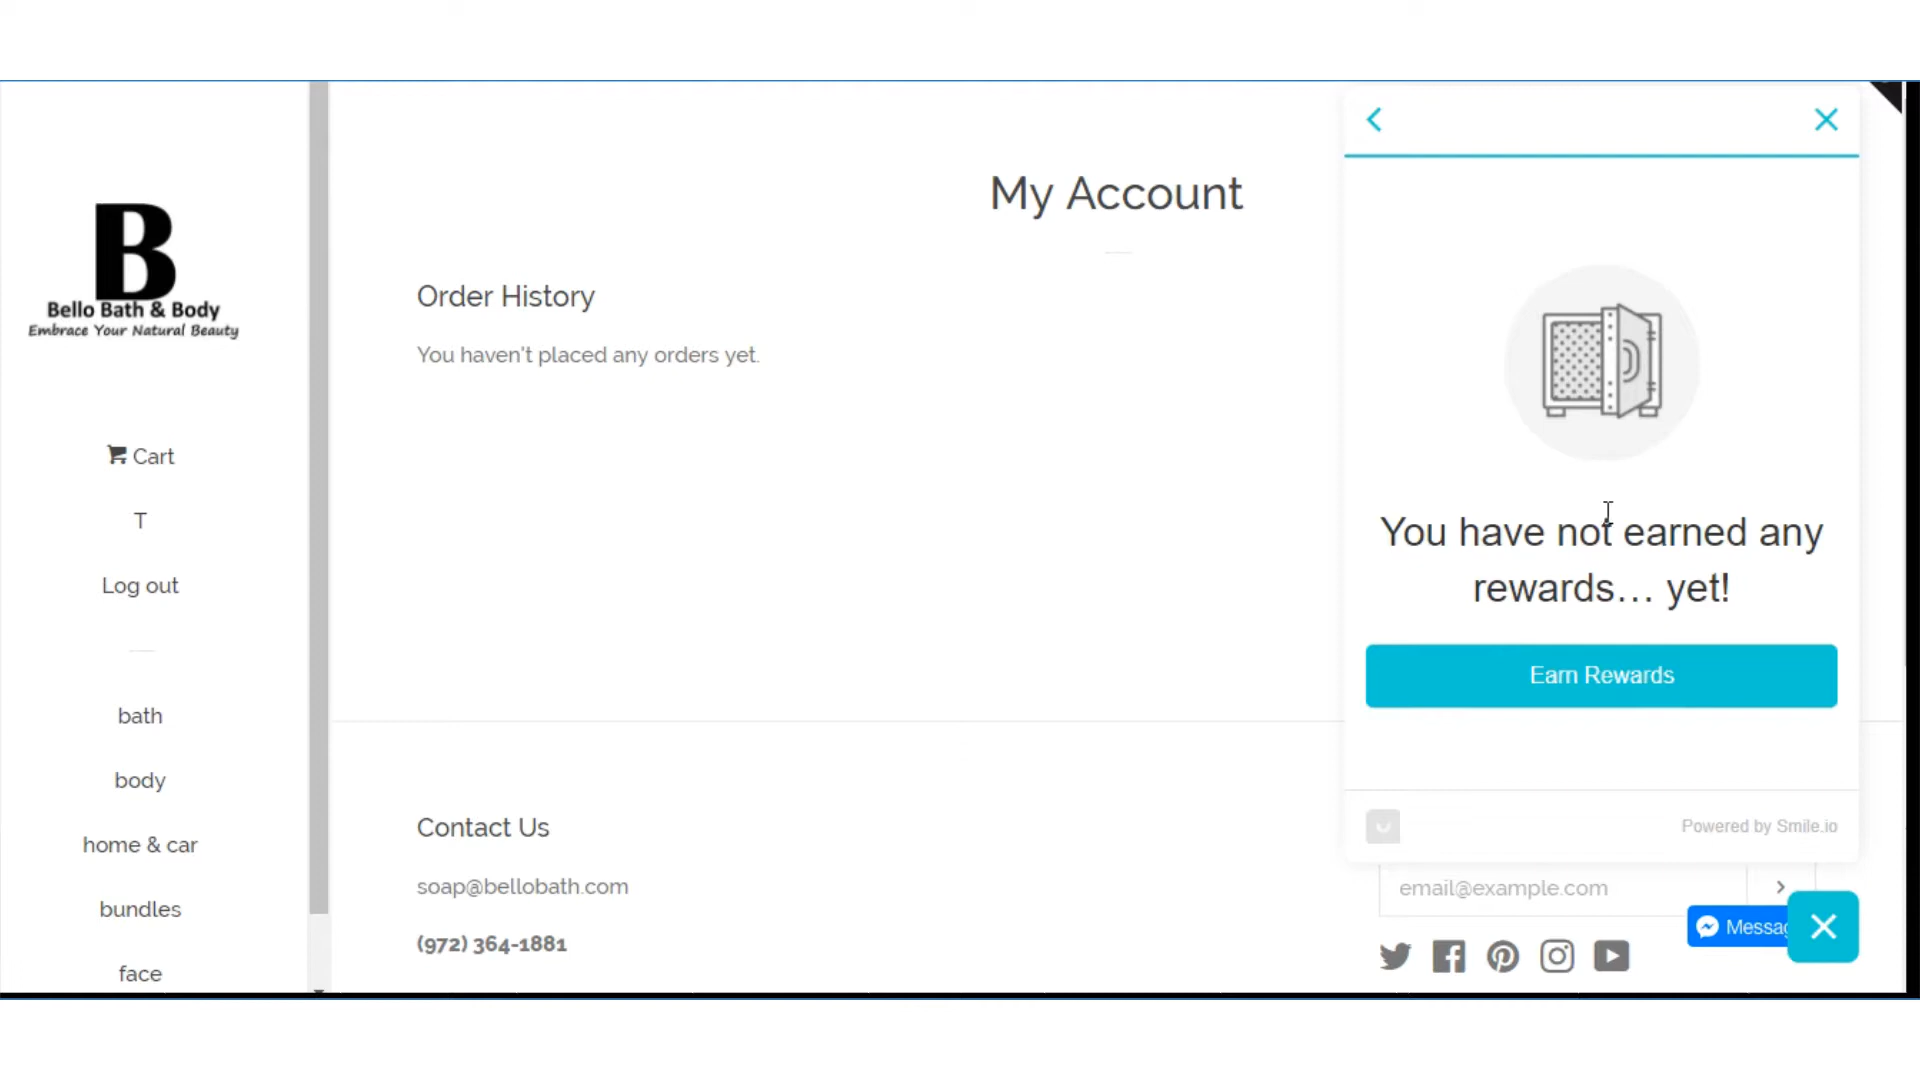 B
Bello Bath & Body
Embrace Your Natural Beauty
Cart
T
Log out
bath
body
home & car
bundles
face
My Account
Order History
You haven't placed any orders yet.
Contact Us
soap@bellobath.com
(972) 364-1881
You have not earned any
rewards... yet!
Earn Rewards
Powered by Smile.io
email@example.com
Messag